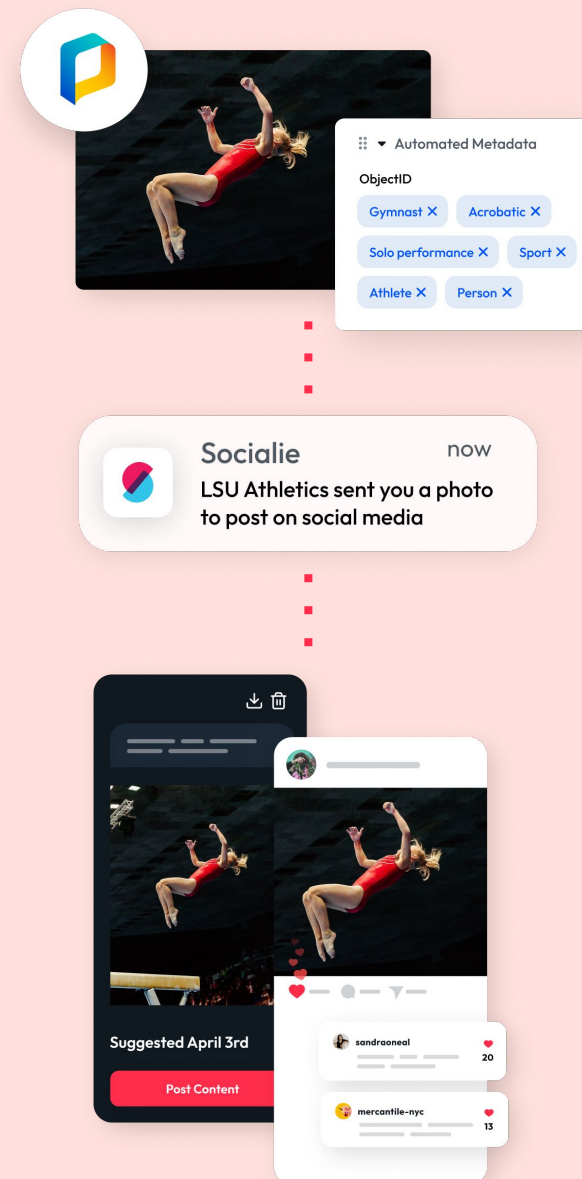 Automated Metadata
ObjectID
Gymnast ✕ Acrobatic ✕
Solo performance ✕ Sport ✕
Athlete ✕ Person ✕
Socialie now
LSU Athletics sent you a photo
to post on social media
Suggested April 3rd
Post Content
sandraoneal
20
mercantile-nyc
13